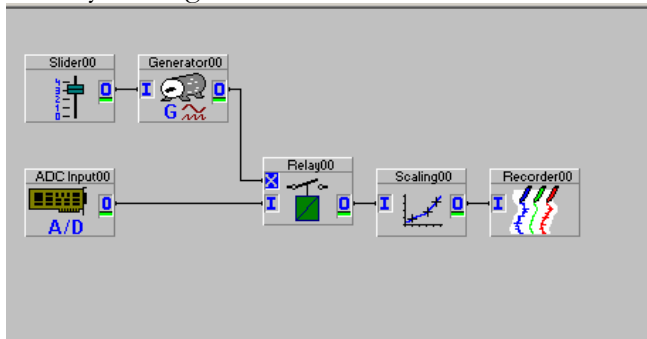 Slider00
Generator00
4
3
2
1
0
O
I
O
G
ADC Input00
Relay00
Scaling00
Recorder00
X
O
I
O
I
O
I
A/D